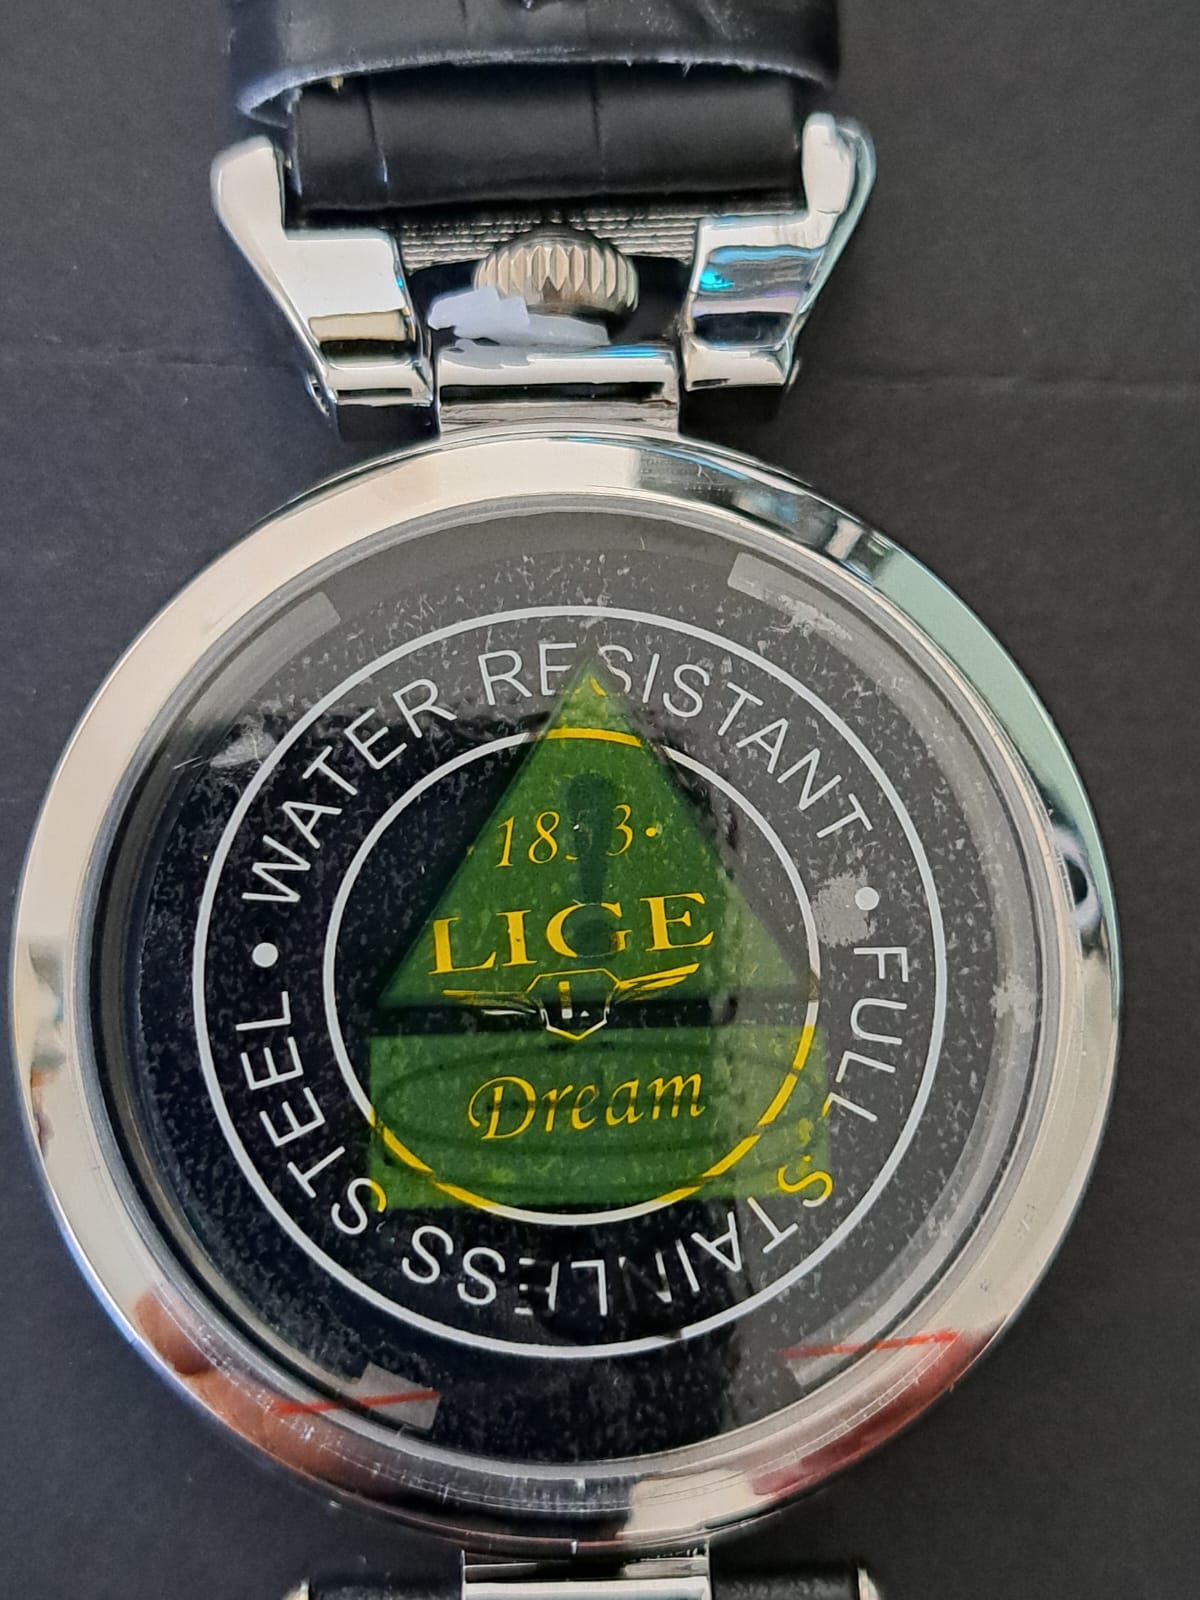 WATER RESISTANT • FULL STAINLESS STEEL •
LIGE
L
Dream